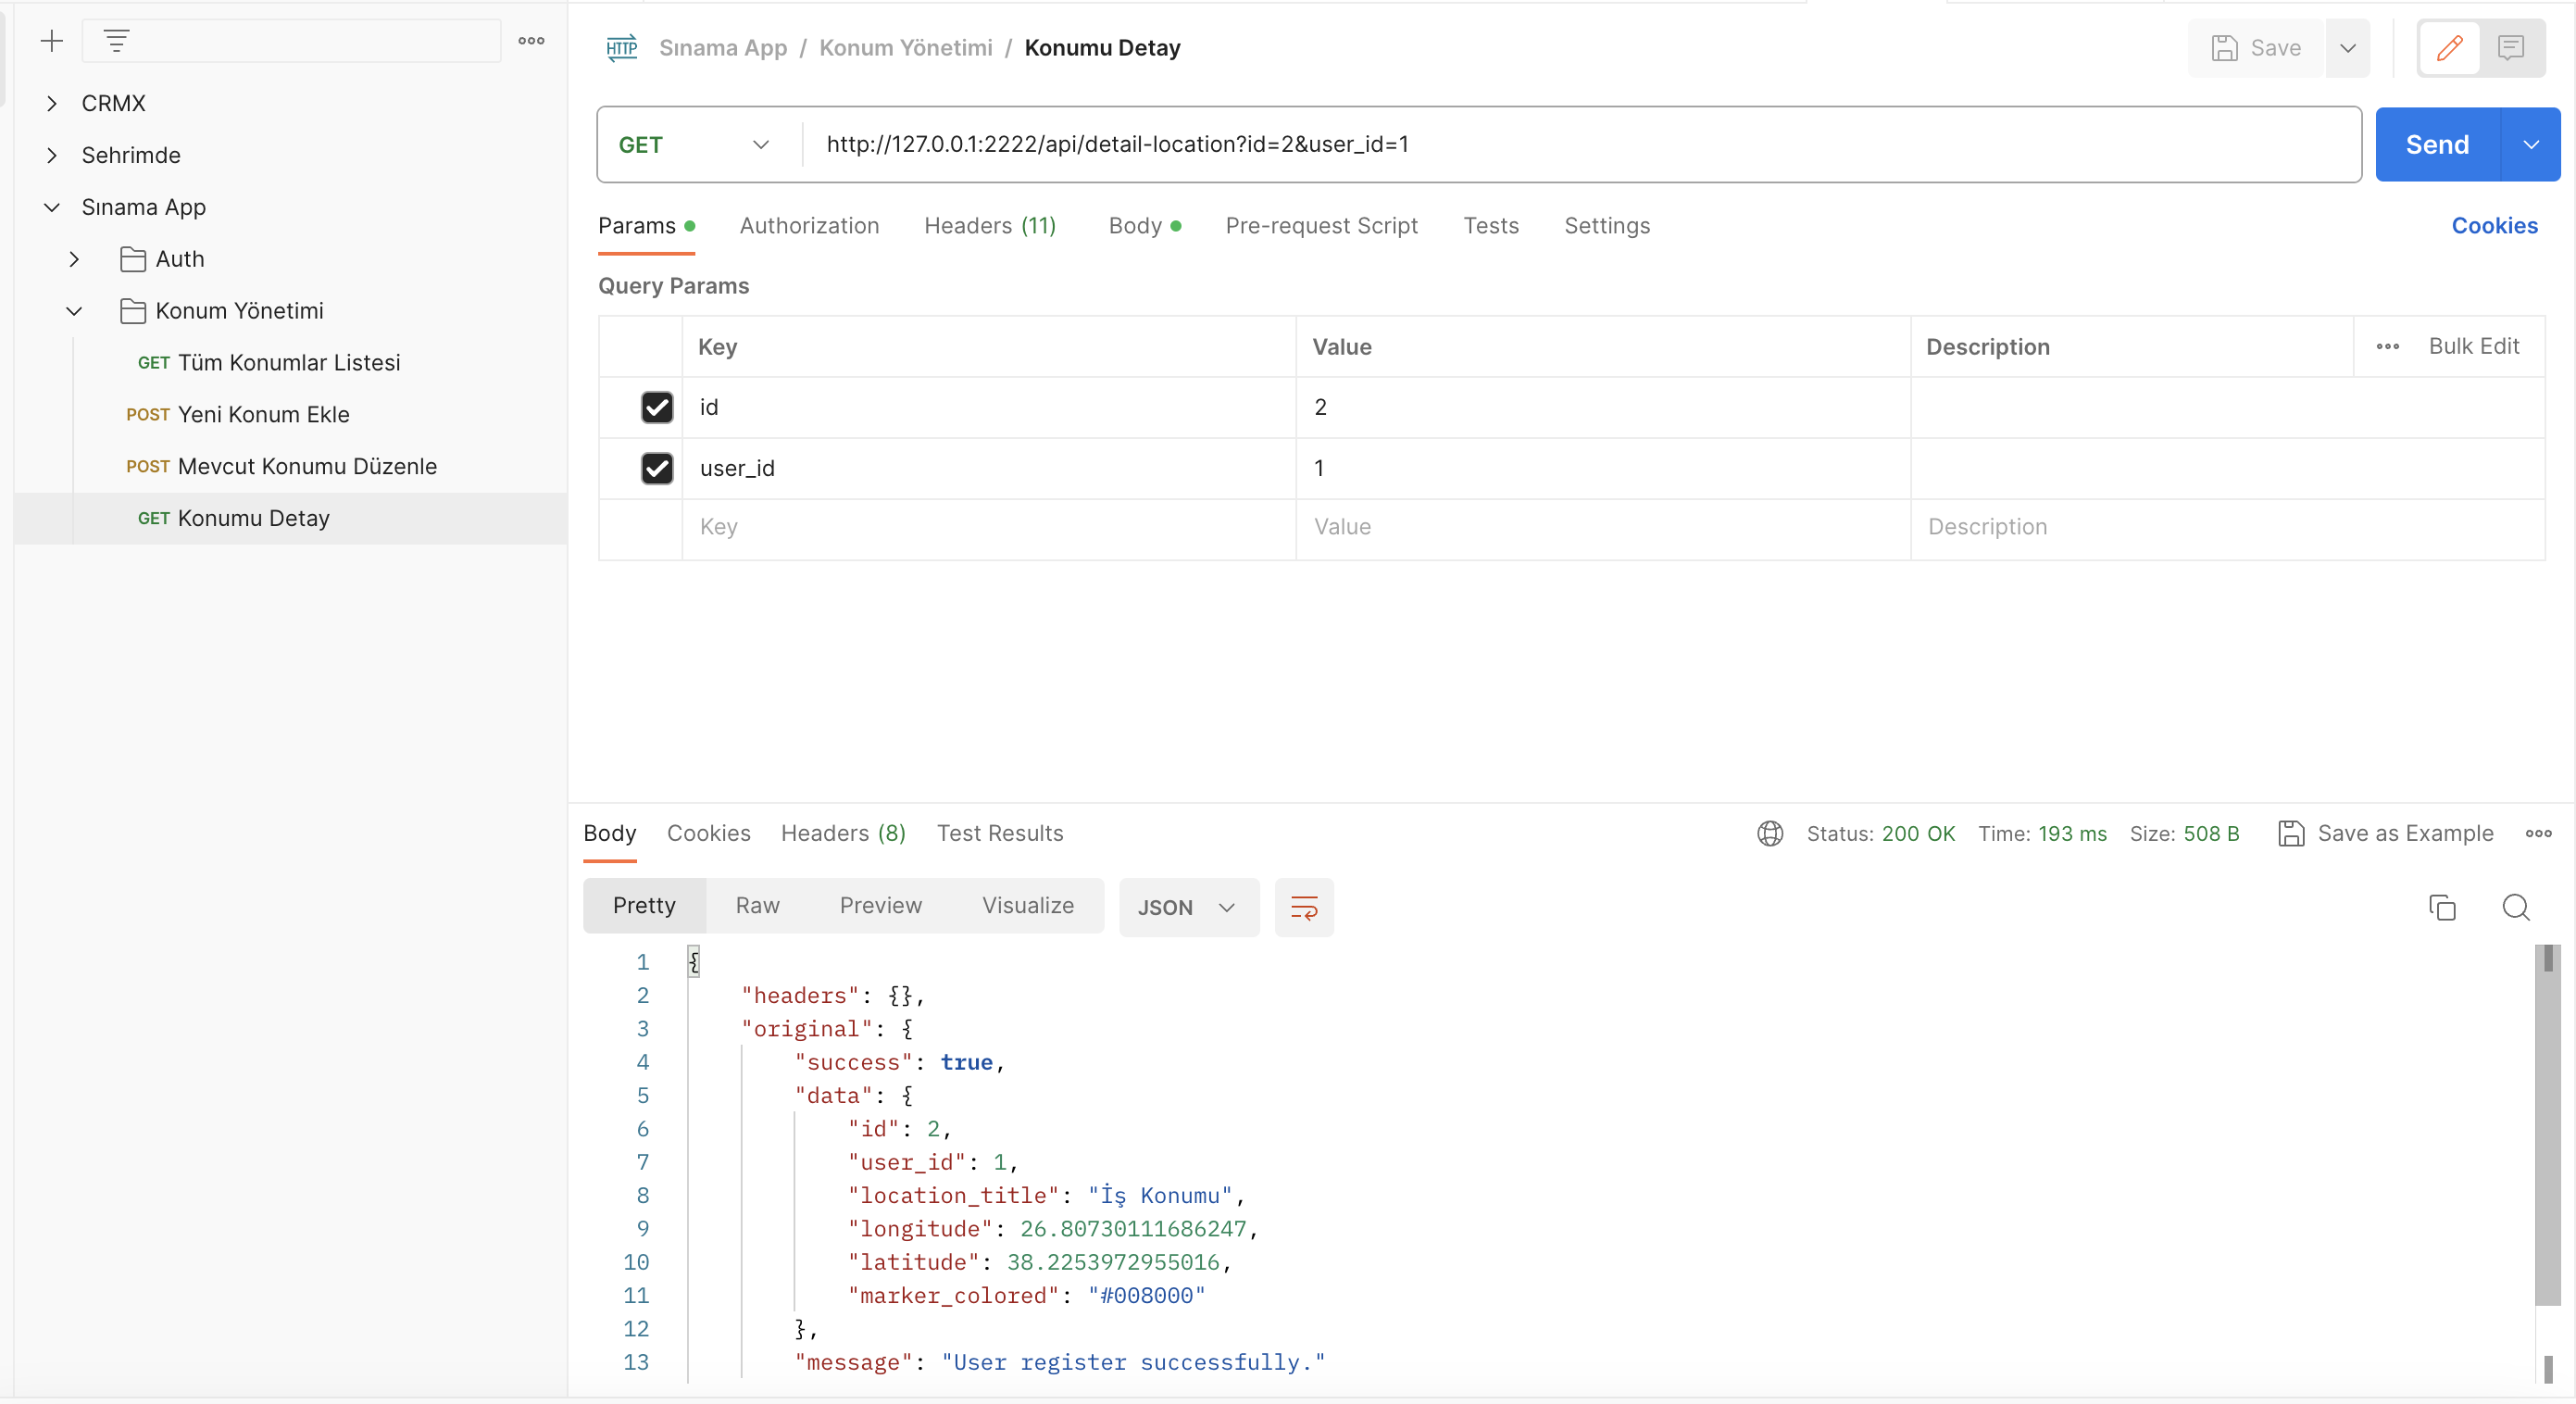 CRMX
Sehrimde
Sınama App
Auth
Konum Yönetimi
GET Tüm Konumlar Listesi
POST Yeni Konum Ekle
POST Mevcut Konumu Düzenle
GET Konumu Detay
HTTP Sınama App / Konum Yönetimi / Konumu Detay
Save
GET http://127.0.0.1:2222/api/detail-location?id=2&user_id=1
Send
Params Authorization Headers (11) Body Pre-request Script Tests Settings Cookies
Query Params
Key Value Description Bulk Edit
id 2
user_id 1
Key Value Description
Body Cookies Headers (8) Test Results Status: 200 OK Time: 193 ms Size: 508 B Save as Example
Pretty Raw Preview Visualize JSON
1 {
2 "headers": {},
3 "original": {
4 "success": true,
5 "data": {
6 "id": 2,
7 "user_id": 1,
8 "location_title": "İş Konumu",
9 "longitude": 26.80730111686247,
10 "latitude": 38.2253972955016,
11 "marker_colored": "#008000"
12 },
13 "message": "User register successfully."